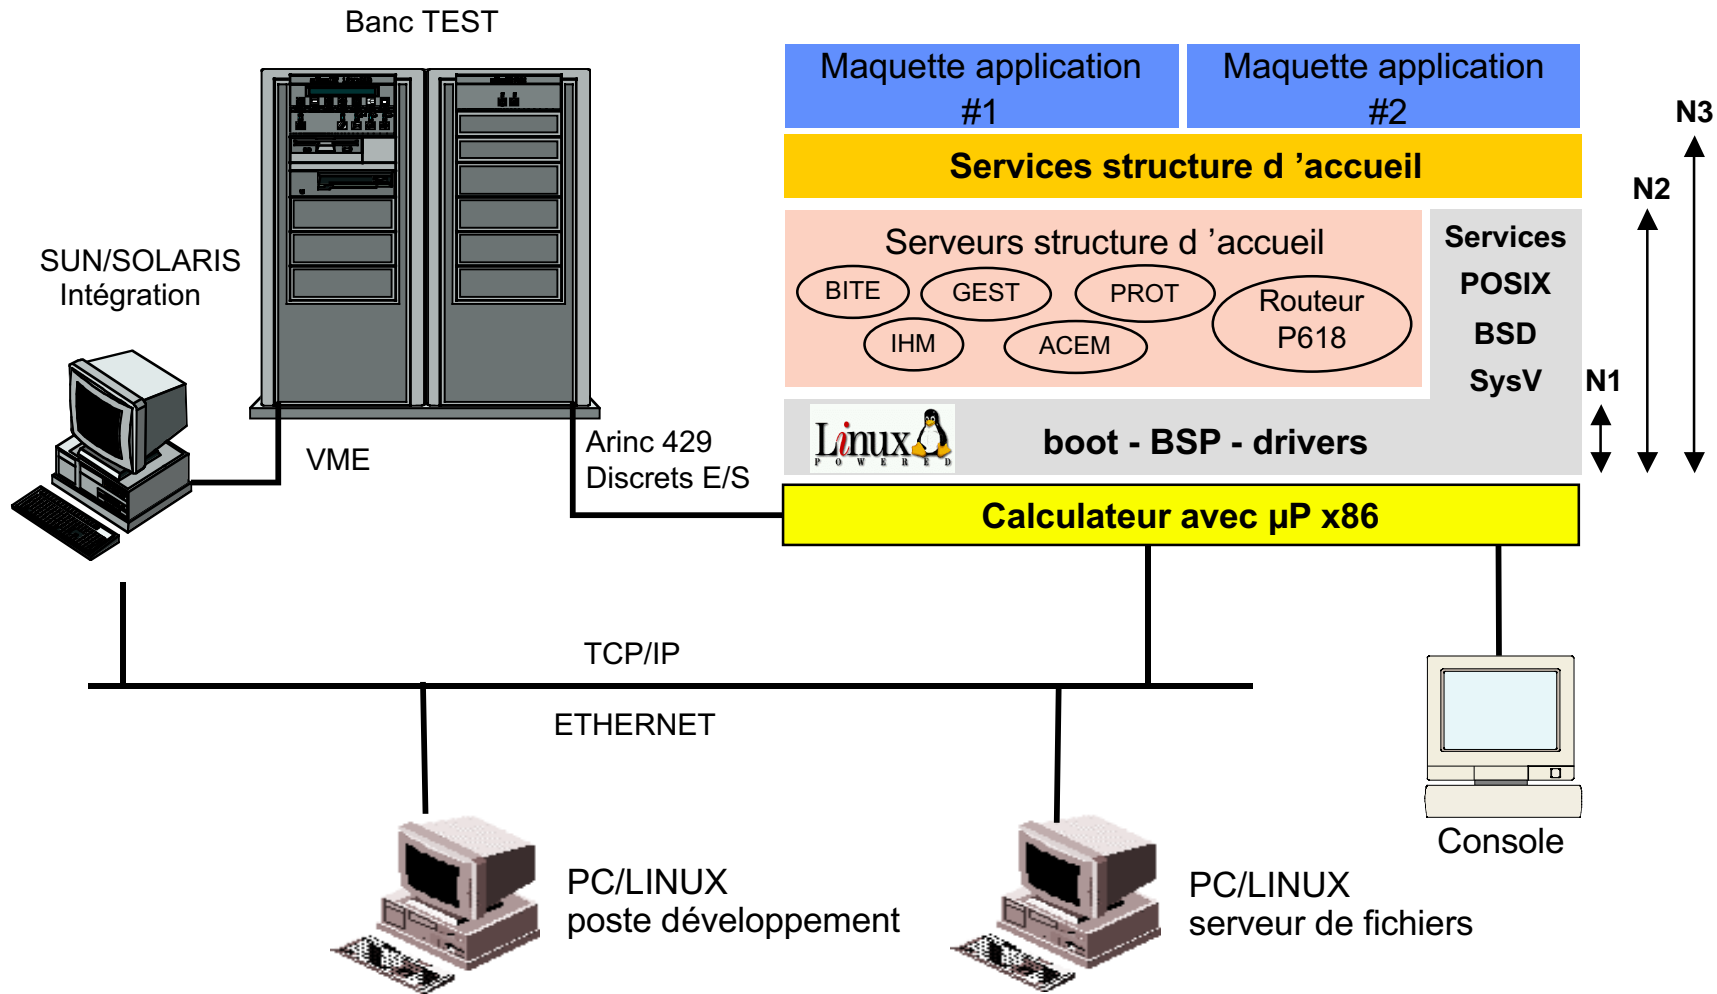 Banc TEST
Maquette application
#1
Maquette application
#2
N3
Services structure d ’accueil
N2
Serveurs structure d ’accueil
Services
POSIX
BSD
SysV
SUN/SOLARIS
Intégration
BITE
GEST
PROT
Routeur
P618
IHM
ACEM
N1
Linux
POWERED
boot - BSP - drivers
VME
Arinc 429
Discrets E/S
Calculateur avec µP x86
TCP/IP
ETHERNET
Console
PC/LINUX
poste développement
PC/LINUX
serveur de fichiers